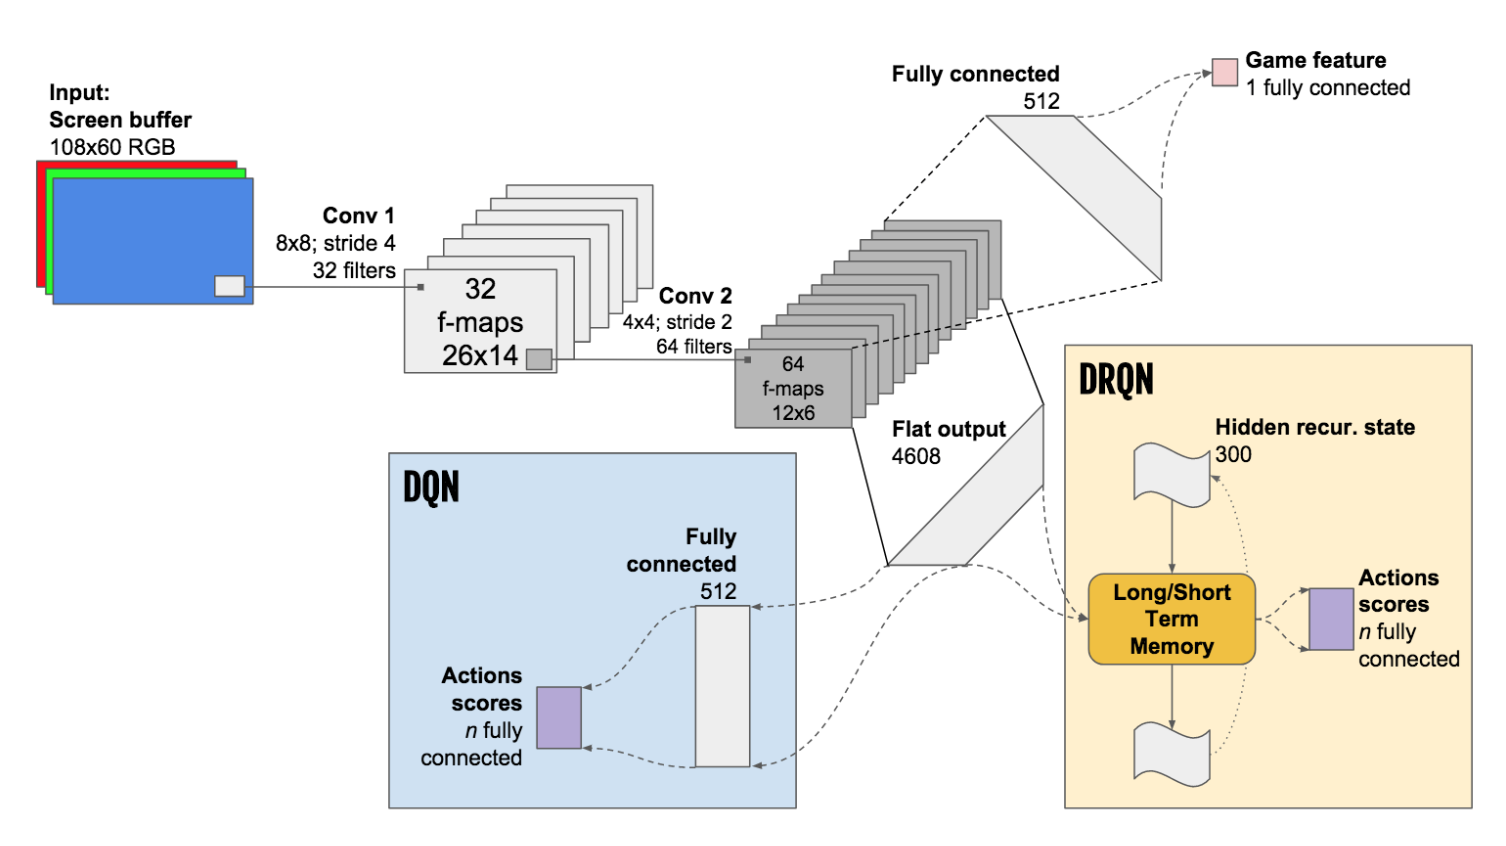 Input:
Screen buffer
108x60 RGB
Conv 1
8x8; stride 4
32 filters
32
f-maps
26x14
Conv 2
4x4; stride 2
64 filters
64
f-maps
12x6
Fully connected
512
Game feature
1 fully connected
Flat output
4608
DQN
Fully
connected
512
Actions
scores
n fully
connected
DRQN
Hidden recur. state
300
Long/Short
Term
Memory
Actions
scores
n fully
connected